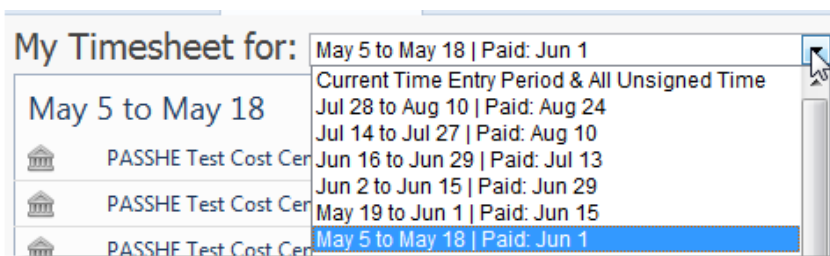 My Timesheet for: May 5 to May 18 | Paid: Jun 1
Current Time Entry Period & All Unsigned Time
Jul 28 to Aug 10 | Paid: Aug 24
Jul 14 to Jul 27 | Paid: Aug 10
Jun 16 to Jun 29 | Paid: Jul 13
Jun 2 to Jun 15 | Paid: Jun 29
May 19 to Jun 1 | Paid: Jun 15
May 5 to May 18 | Paid: Jun 1
May 5 to May 18
PASSHE Test Cost Cen
PASSHE Test Cost Cen
PASSHE Test Cost Cen